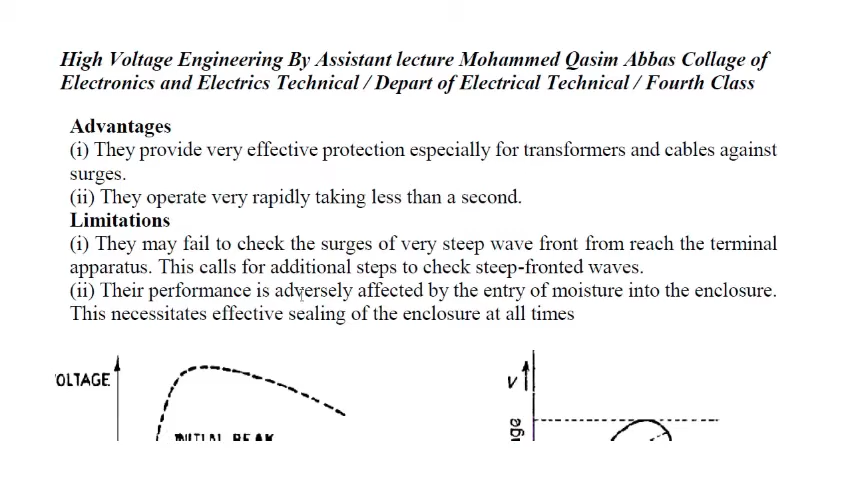 High Voltage Engineering By Assistant lecture Mohammed Qasim Abbas Collage of
Electronics and Electrics Technical / Depart of Electrical Technical / Fourth Class
Advantages
(i) They provide very effective protection especially for transformers and cables against
surges.
(ii) They operate very rapidly taking less than a second.
Limitations
(i) They may fail to check the surges of very steep wave front from reach the terminal
apparatus. This calls for additional steps to check steep-fronted waves.
(ii) Their performance is adversely affected by the entry of moisture into the enclosure.
This necessitates effective sealing of the enclosure at all times
OLTAGE
INITIAL PEAK
V